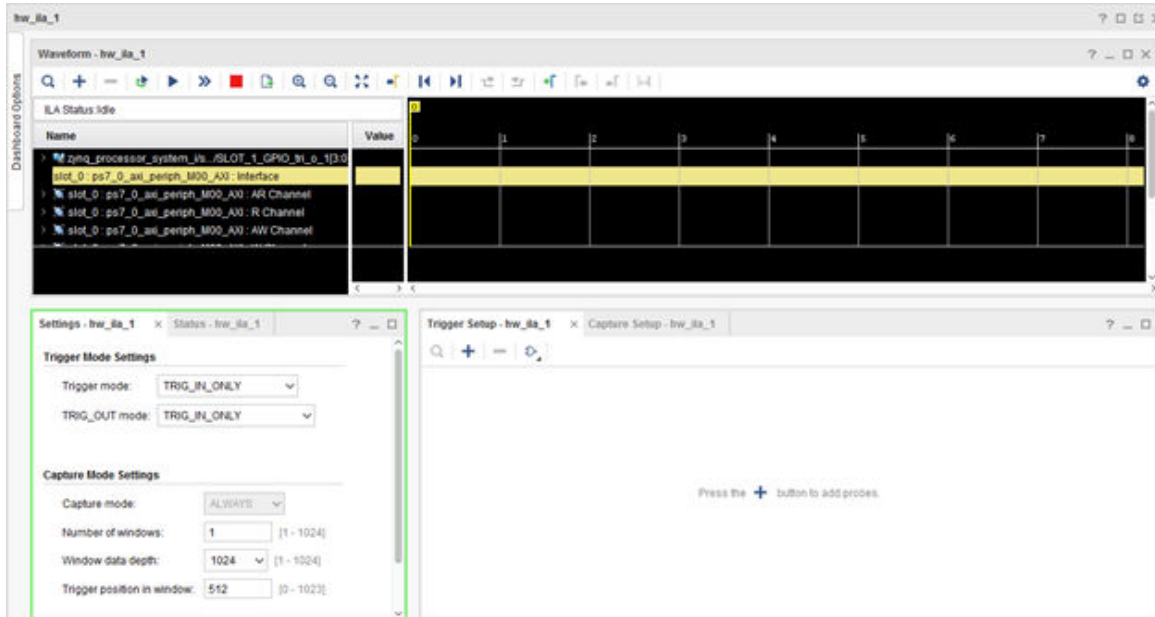 hw_ila_1
Dashboard Options
Waveform - hw_ila_1
ILA Status: Idle
Name Value
0
0 1 2 3 4 5 6 7 8
zynq_processor_system_i/s.../SLOT_1_GPIO_tri_o_1[3:0
slot_0 : ps7_0_axi_periph_M00_AXI : Interface
slot_0 : ps7_0_axi_periph_M00_AXI : AR Channel
slot_0 : ps7_0_axi_periph_M00_AXI : R Channel
slot_0 : ps7_0_axi_periph_M00_AXI : AW Channel
Settings - hw_ila_1 Status - hw_ila_1
Trigger Mode Settings
Trigger mode: TRIG_IN_ONLY
TRIG_OUT mode: TRIG_IN_ONLY
Capture Mode Settings
Capture mode: ALWAYS
Number of windows: 1 [1 - 1024]
Window data depth: 1024 [1 - 1024]
Trigger position in window: 512 [0 - 1023]
Trigger Setup - hw_ila_1 Capture Setup - hw_ila_1
Press the + button to add probes.